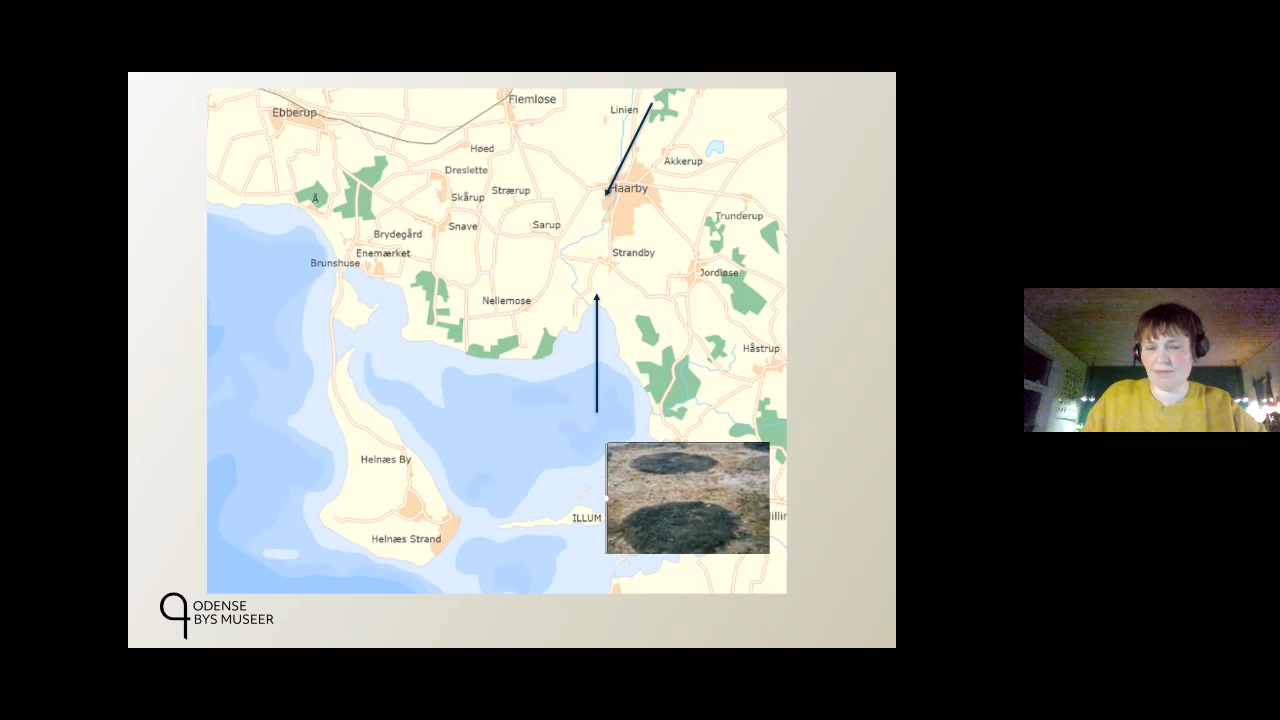 Flemløse
Linien
Ebberup
Høed
Akkerup
Dreslette
Strærup
Haarby
Skårup
Å
Trunderup
Snave
Sarup
Brydegård
Enemærket
Strandby
Brunshuse
Jordløse
Nellemose
Håstrup
Helnæs By
ILLUM
Helnæs Strand
ODENSE
BYS MUSEER